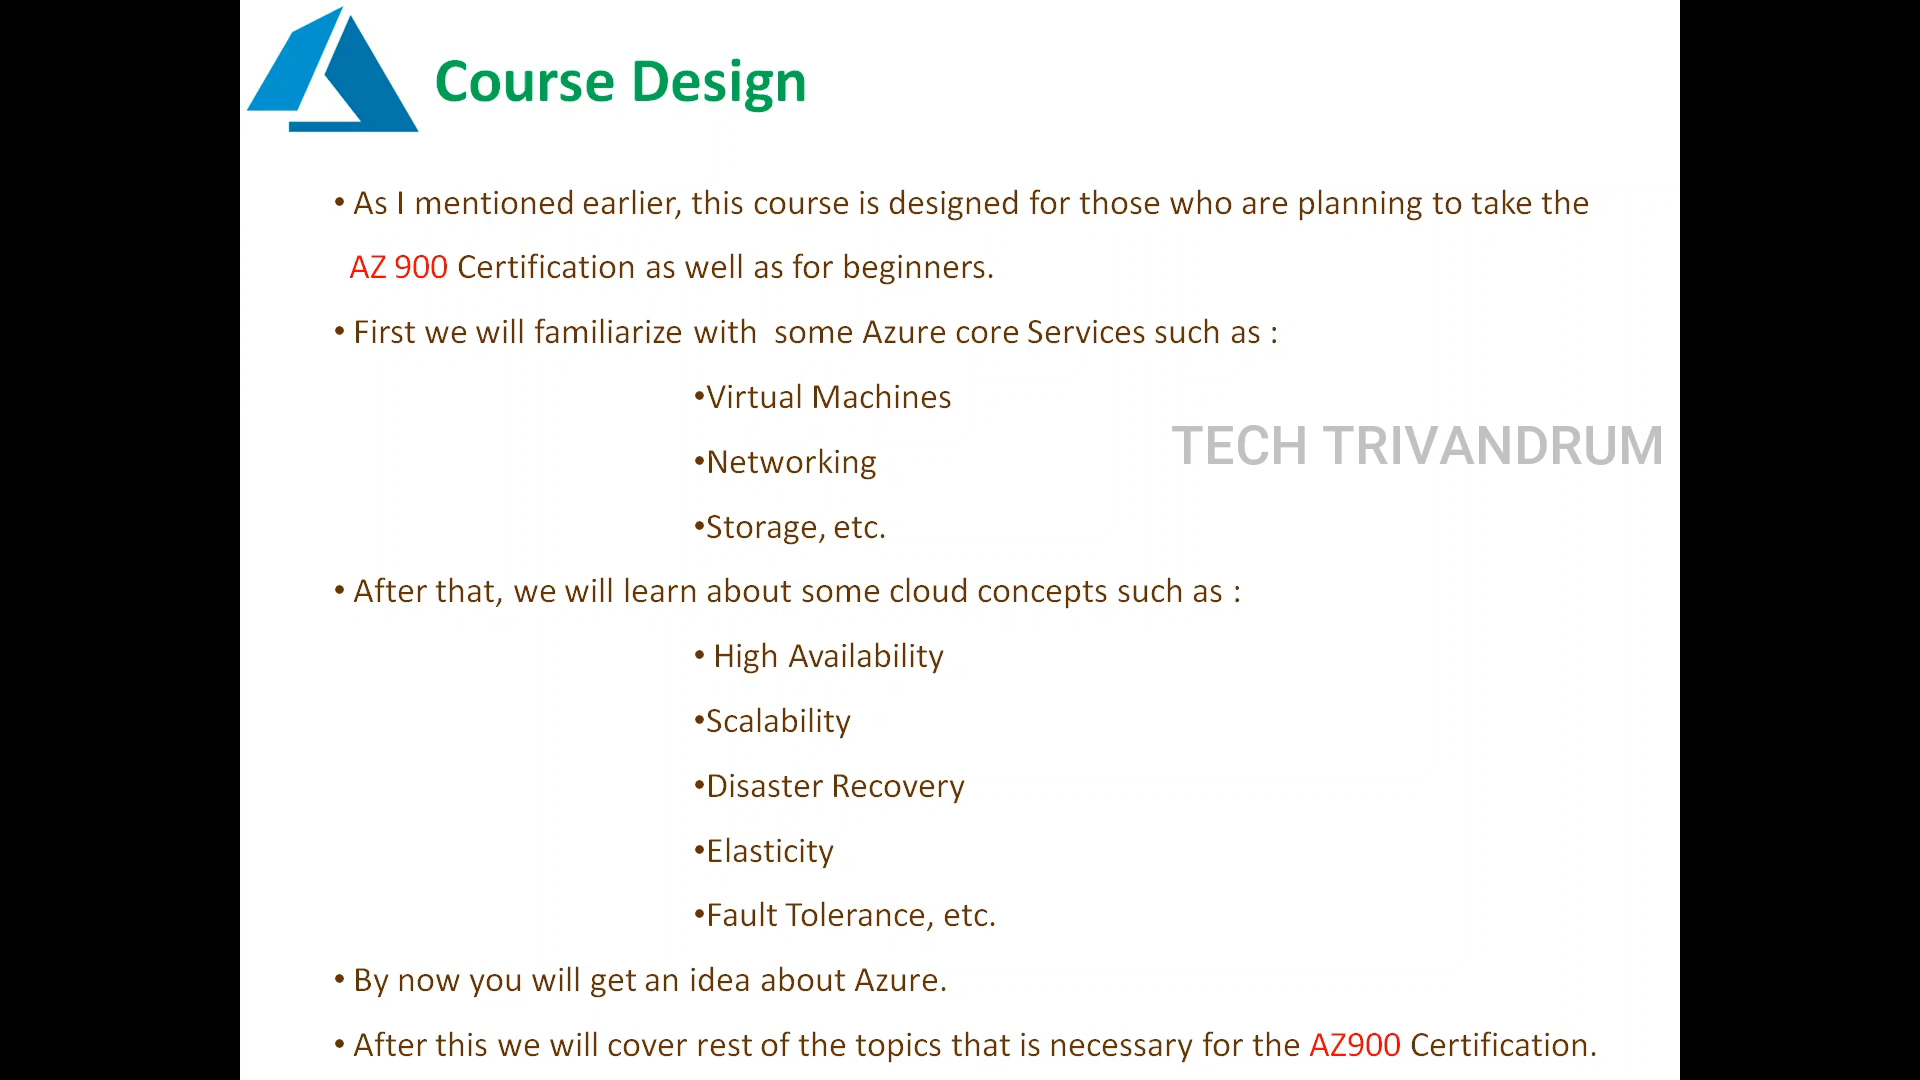 Course Design
• As I mentioned earlier, this course is designed for those who are planning to take the
AZ 900 Certification as well as for beginners.
• First we will familiarize with  some Azure core Services such as :
•Virtual Machines
TECH TRIVANDRUM
•Networking
•Storage, etc.
• After that, we will learn about some cloud concepts such as :
• High Availability
•Scalability
•Disaster Recovery
•Elasticity
•Fault Tolerance, etc.
• By now you will get an idea about Azure.
• After this we will cover rest of the topics that is necessary for the AZ900 Certification.